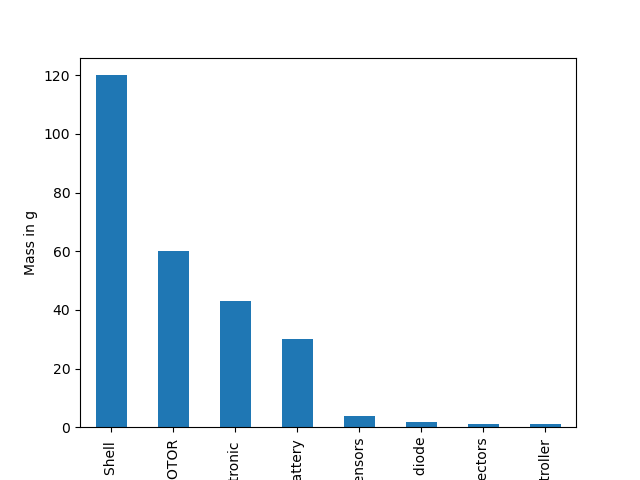 Mass in g
120
100
80
60
40
20
0
Shell
OTOR
tronic
attery
ensors
diode
ectors
troller